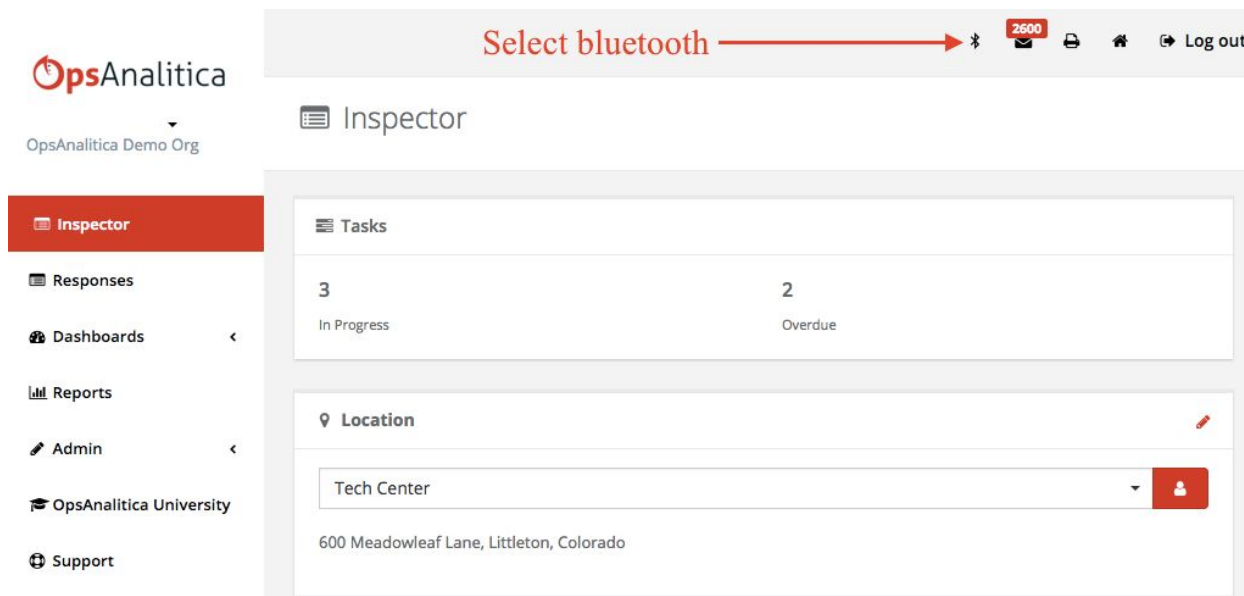 Select bluetooth
2600
Log out
OpsAnalitica
OpsAnalitica Demo Org
Inspector
Inspector
Responses
Dashboards
Reports
Admin
OpsAnalitica University
Support
Tasks
3
2
In Progress
Overdue
Location
Tech Center
600 Meadowleaf Lane, Littleton, Colorado